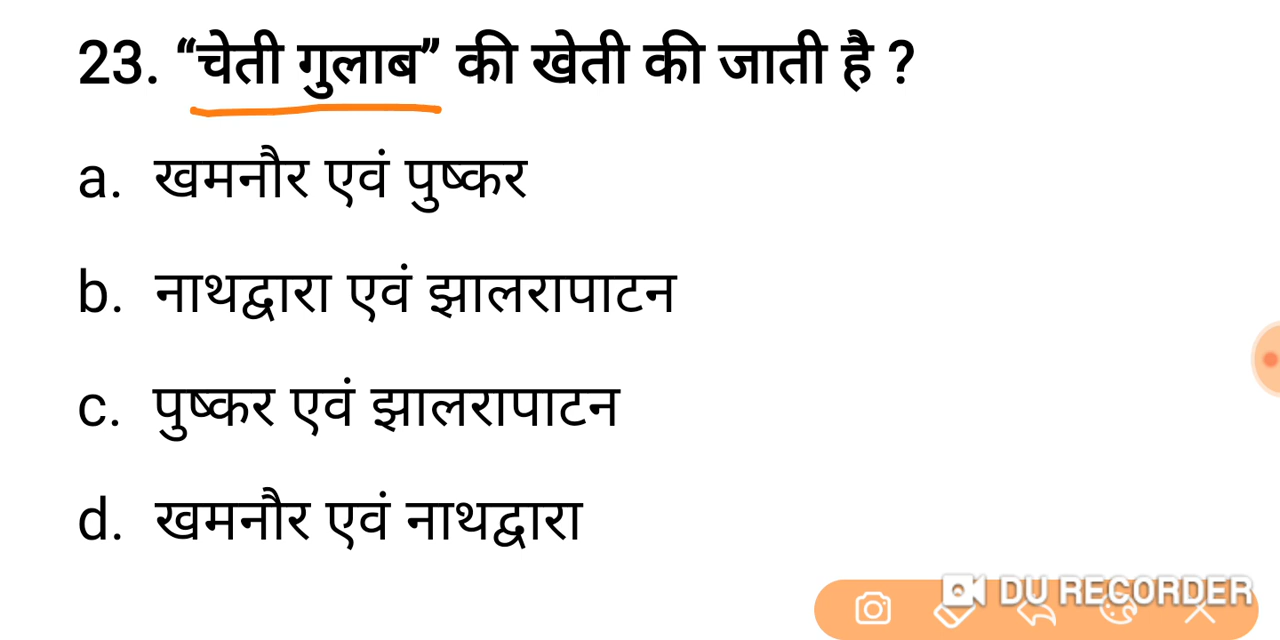 23. “चेती गुलाब” की खेती की जाती है ?
a. खमनौर एवं पुष्कर
b. नाथद्वारा एवं झालरापाटन
c. पुष्कर एवं झालरापाटन
d. खमनौर एवं नाथद्वारा
DU RECORDER